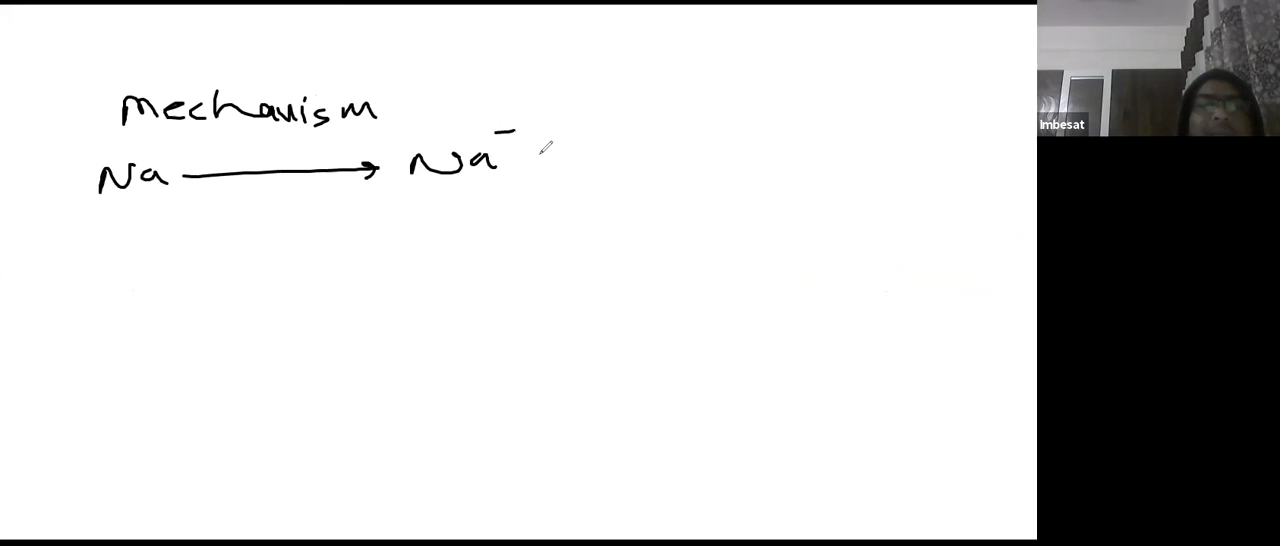 mechanism
Na ⟶ Na⁻
Imbesat